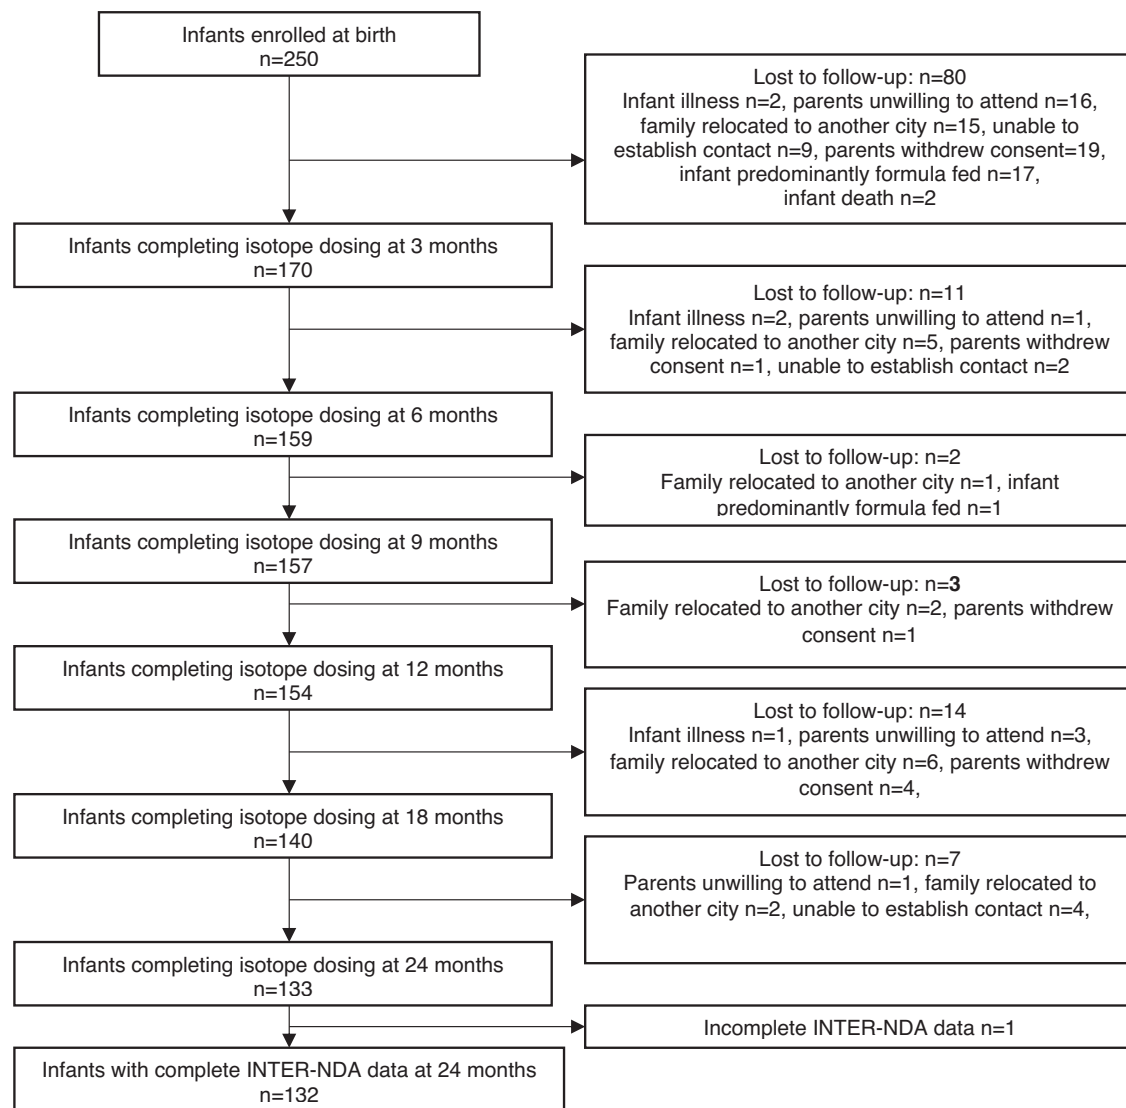 Infants enrolled at birth
n=250
Lost to follow-up: n=80
Infant illness n=2, parents unwilling to attend n=16,
family relocated to another city n=15, unable to
establish contact n=9, parents withdrew consent=19,
infant predominantly formula fed n=17,
infant death n=2
Infants completing isotope dosing at 3 months
n=170
Lost to follow-up: n=11
Infant illness n=2, parents unwilling to attend n=1,
family relocated to another city n=5, parents withdrew
consent n=1, unable to establish contact n=2
Infants completing isotope dosing at 6 months
n=159
Lost to follow-up: n=2
Family relocated to another city n=1, infant
predominantly formula fed n=1
Infants completing isotope dosing at 9 months
n=157
Lost to follow-up: n=3
Family relocated to another city n=2, parents withdrew
consent n=1
Infants completing isotope dosing at 12 months
n=154
Lost to follow-up: n=14
Infant illness n=1, parents unwilling to attend n=3,
family relocated to another city n=6, parents withdrew
consent n=4,
Infants completing isotope dosing at 18 months
n=140
Lost to follow-up: n=7
Parents unwilling to attend n=1, family relocated to
another city n=2, unable to establish contact n=4,
Infants completing isotope dosing at 24 months
n=133
Incomplete INTER-NDA data n=1
Infants with complete INTER-NDA data at 24 months
n=132